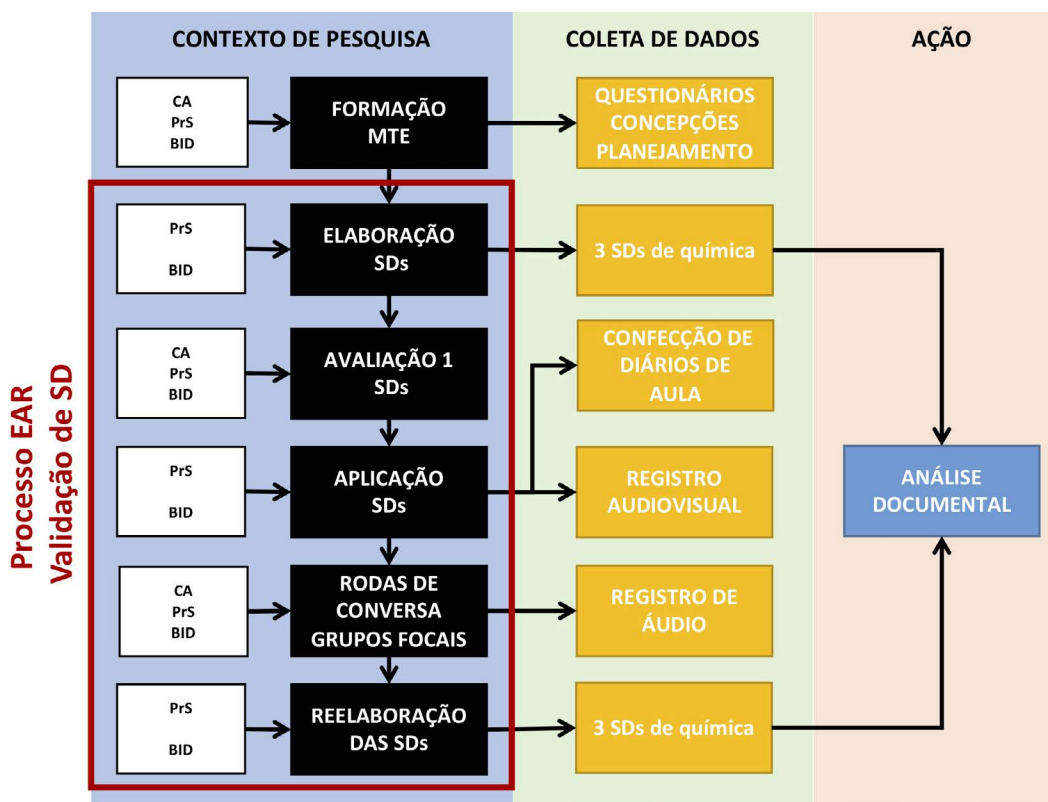 CONTEXTO DE PESQUISA
COLETA DE DADOS
AÇÃO
CA
PrS
BID
FORMAÇÃO
MTE
QUESTIONÁRIOS
CONCEPÇÕES
PLANEJAMENTO
Processo EAR
Validação de SD
PrS
BID
ELABORAÇÃO
SDs
3 SDs de química
CA
PrS
BID
AVALIAÇÃO 1
SDs
CONFECÇÃO DE
DIÁRIOS DE
AULA
PrS
BID
APLICAÇÃO
SDs
REGISTRO
AUDIOVISUAL
ANÁLISE
DOCUMENTAL
CA
PrS
BID
RODAS DE
CONVERSA
GRUPOS FOCAIS
REGISTRO DE
ÁUDIO
PrS
BID
REELABORAÇÃO
DAS SDs
3 SDs de química